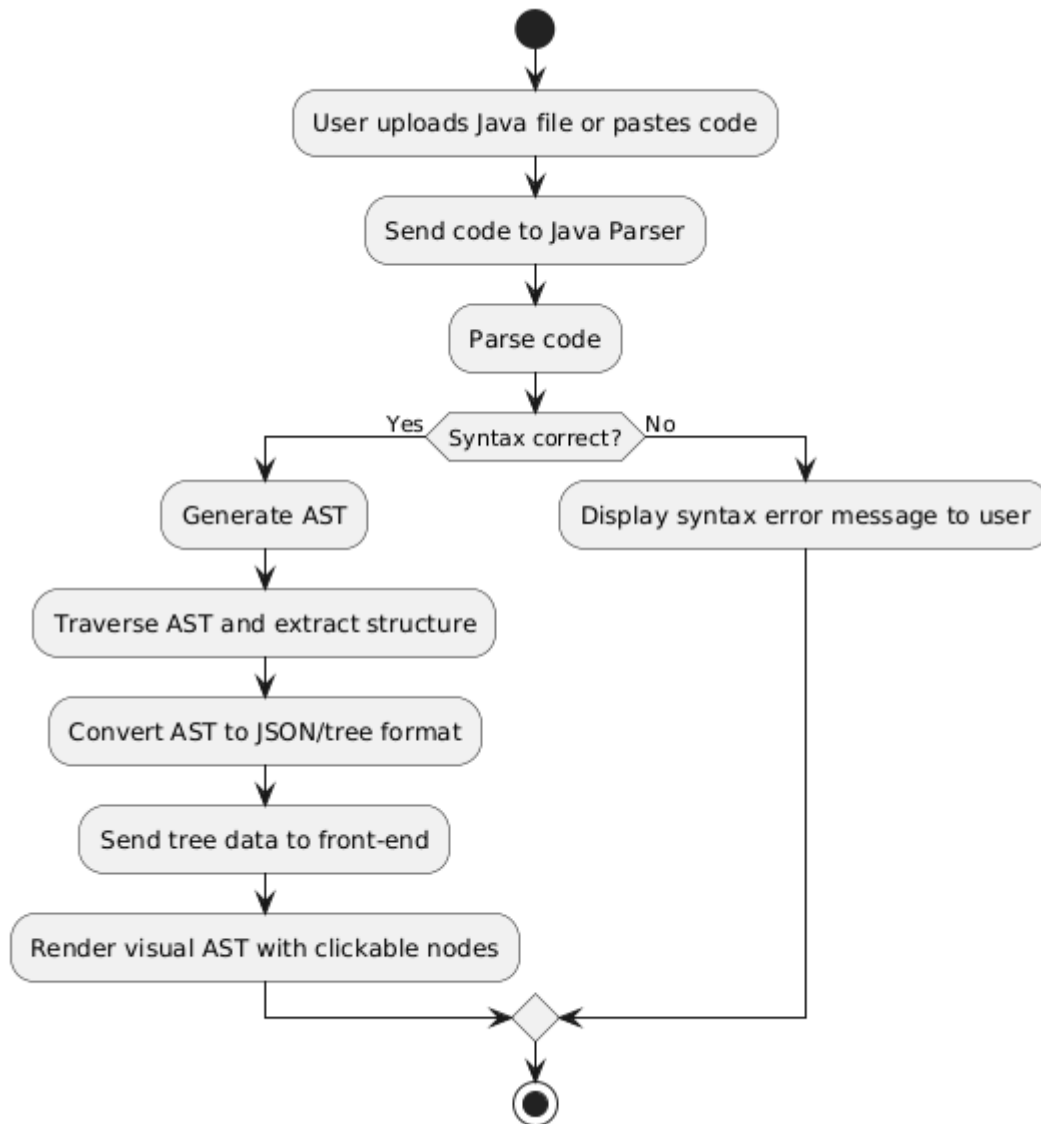 User uploads Java file or pastes code
Send code to Java Parser
Parse code
Yes
Syntax correct?
No
Generate AST
Display syntax error message to user
Traverse AST and extract structure
Convert AST to JSON/tree format
Send tree data to front-end
Render visual AST with clickable nodes